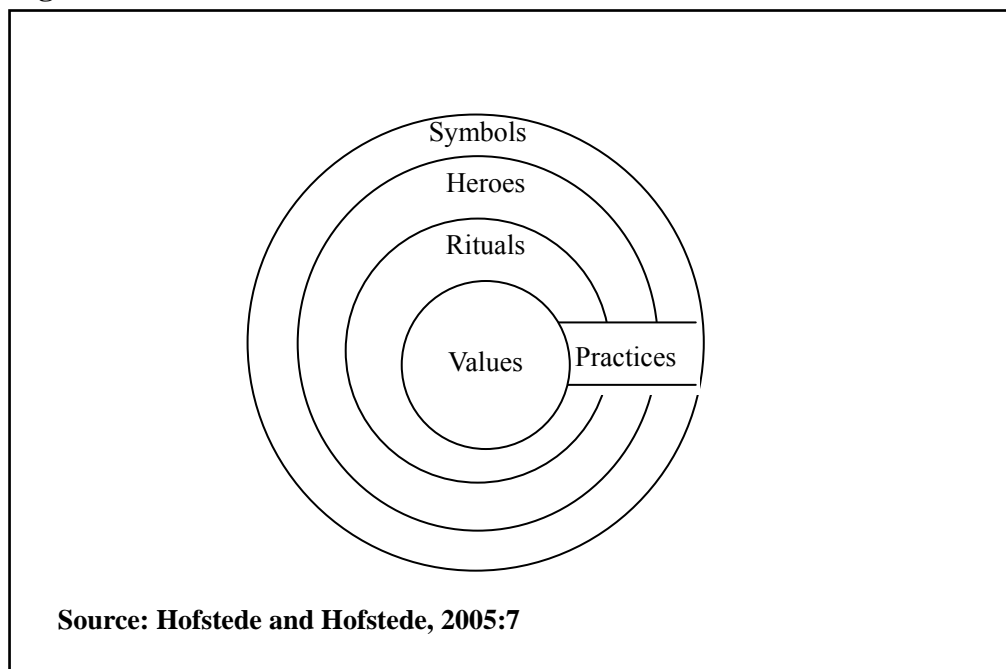 Symbols
Heroes
Rituals
Values
Practices
Source: Hofstede and Hofstede, 2005:7